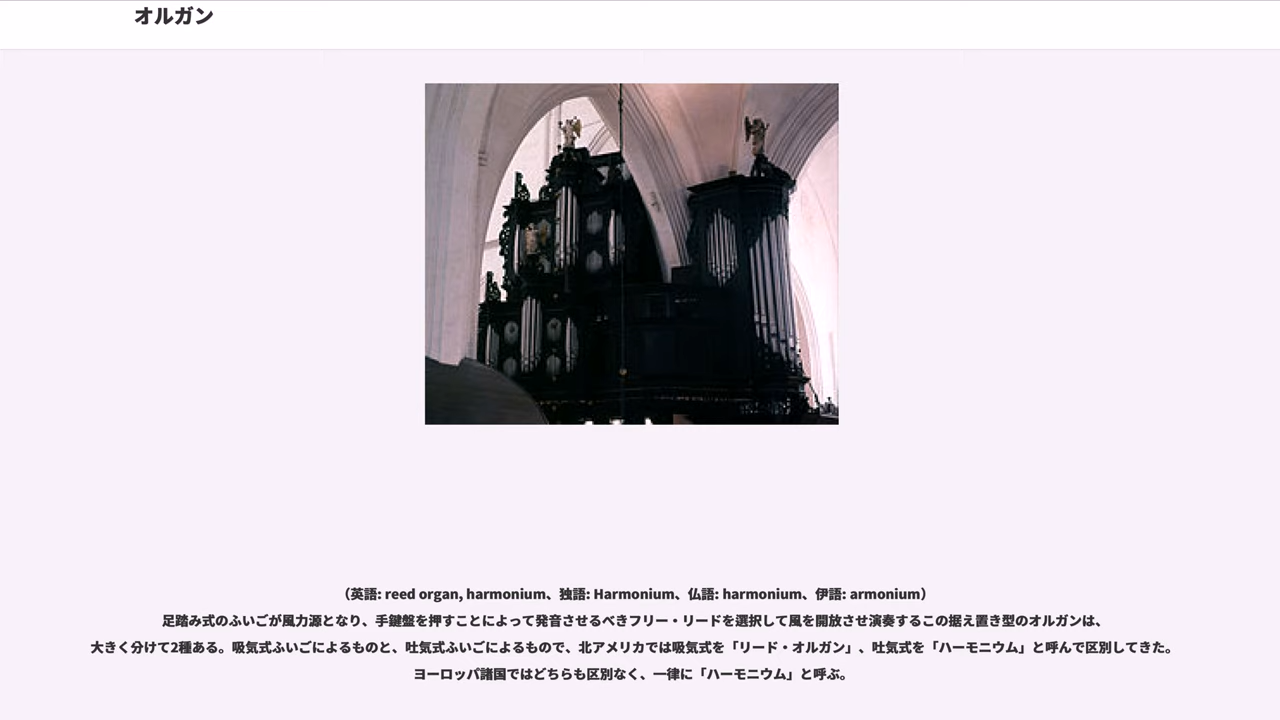 オルガン
（英語: reed organ, harmonium、独語: Harmonium、仏語: harmonium、伊語: armonium）
足踏み式のふいごが風力源となり、手鍵盤を押すことによって発音させるべきフリー・リードを選択して風を開放させ演奏するこの据え置き型のオルガンは、
大きく分けて2種ある。吸気式ふいごによるものと、吐気式ふいごによるもので、北アメリカでは吸気式を「リード・オルガン」、吐気式を「ハーモニウム」と呼んで区別してきた。
ヨーロッパ諸国ではどちらも区別なく、一律に「ハーモニウム」と呼ぶ。